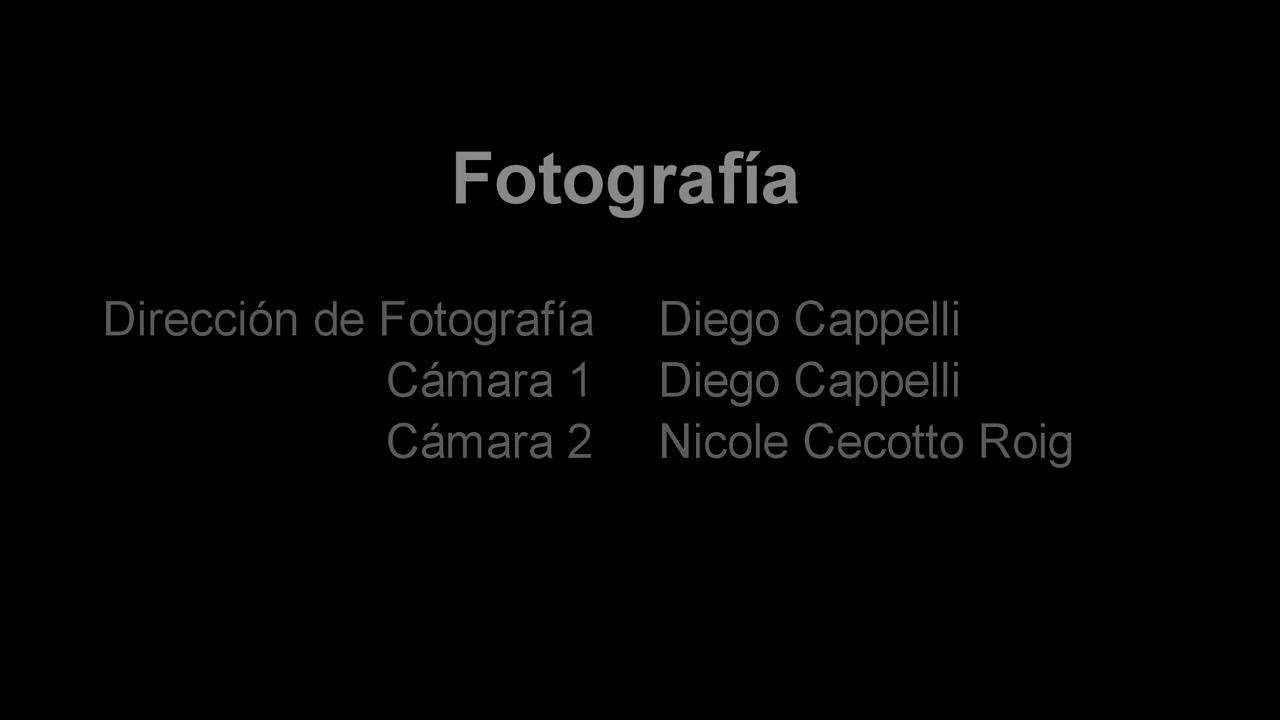 Fotografía
Dirección de Fotografía Diego Cappelli
Cámara 1 Diego Cappelli
Cámara 2 Nicole Cecotto Roig